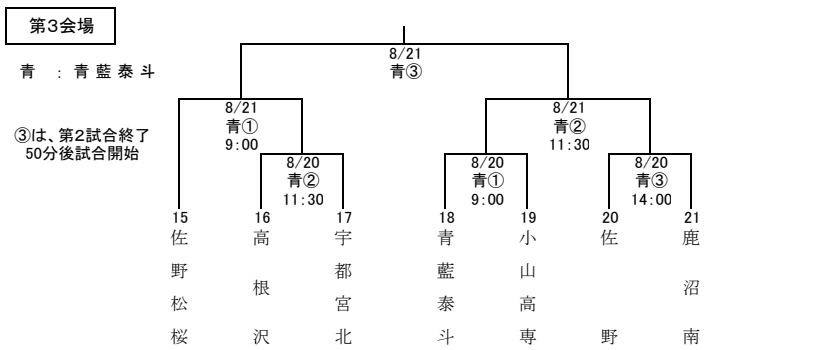 第3会場
青 : 青藍泰斗
③は、第2試合終了
50分後試合開始
8/21
青③
8/21
青①
9:00
8/21
青②
11:30
8/20
青②
11:30
8/20
青①
9:00
8/20
青③
14:00
15
佐野松桜
16
高根沢
17
宇都宮北
18
青藍泰斗
19
小山高専
20
佐野
21
鹿沼南